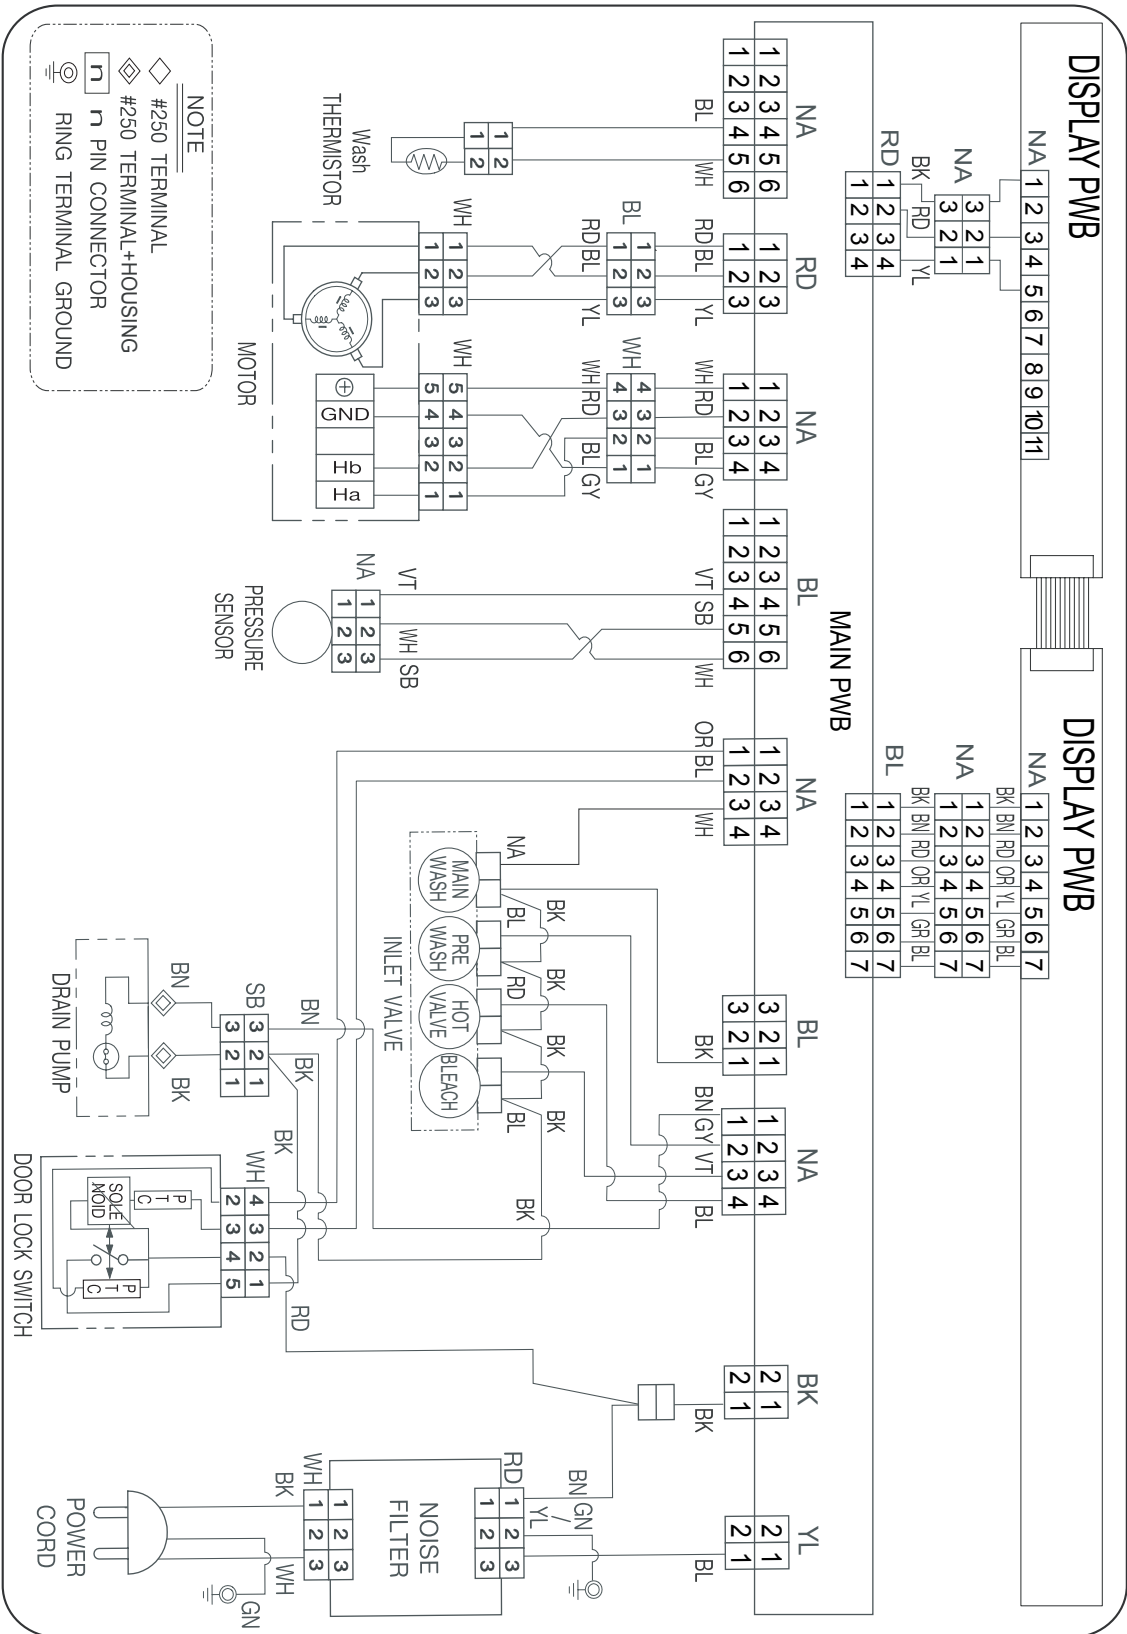 DISPLAY PWB
DISPLAY PWB
NA
1 2 3 4 5 6 7 8 9 10 11
NA
1 2 3 4 5 6 7
BK BN RD OR YL GR BL
NA
3 2 1
3 2 1
NA
1 2 3 4 5 6 7
1 2 3 4 5 6 7
BK RD YL
BK BN RD OR YL GR BL
RD
1 2 3 4
1 2 3 4
BL
1 2 3 4 5 6 7
1 2 3 4 5 6 7
MAIN PWB
NA
1 2 3 4 5 6
1 2 3 4 5 6
BL WH
RD
1 2 3
1 2 3
RD BL YL
NA
1 2 3 4
1 2 3 4
WH RD BL GY
BL
1 2 3 4 5 6
1 2 3 4 5 6
VT SB WH
NA
1 2 3 4
1 2 3 4
OR BL WH
BL
3 2 1
3 2 1
BK
NA
1 2 3 4
1 2 3 4
BN GY VT BL
BK
2 1
2 1
BK
YL
2 1
2 1
BL
BL
1 2 3
1 2 3
RD BL YL
WH
4 3 2 1
4 3 2 1
WH RD BL GY
1 2
1 2
Wash
THERMISTOR
WH
1 2 3
1 2 3
WH
5 4 3 2 1
5 4 3 2 1
GND
Hb
Ha
MOTOR
VT WH SB
NA
1 2 3
1 2 3
PRESSURE
SENSOR
NA BK BL BK RD BK BK BL
MAIN
WASH
PRE
WASH
HOT
VALVE
BLEACH
INLET VALVE
BK
BN BK BK
SB
3 2 1
3 2 1
BN BK
DRAIN PUMP
RD
WH
4 3 2 1
2 3 4 5
SOLE
NOID
P
T
C
P
T
C
DOOR LOCK SWITCH
BN GN
/
YL
RD
1 2 3
1 2 3
NOISE
FILTER
WH
1 2 3
1 2 3
BK WH
GN
POWER
CORD
NOTE
#250 TERMINAL
#250 TERMINAL+HOUSING
n n PIN CONNECTOR
RING TERMINAL GROUND